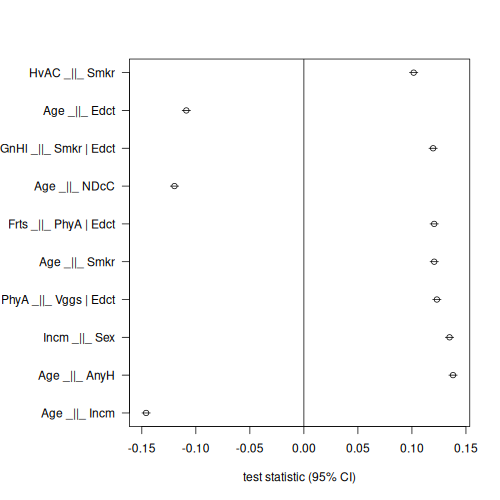 HvAC _||_ Smkr
Age _||_ Edct
GnHl _||_ Smkr | Edct
Age _||_ NDcC
Frts _||_ PhyA | Edct
Age _||_ Smkr
PhyA _||_ Vggs | Edct
Incm _||_ Sex
Age _||_ AnyH
Age _||_ Incm
-0.15 -0.10 -0.05 0.00 0.05 0.10 0.15
test statistic (95% CI)